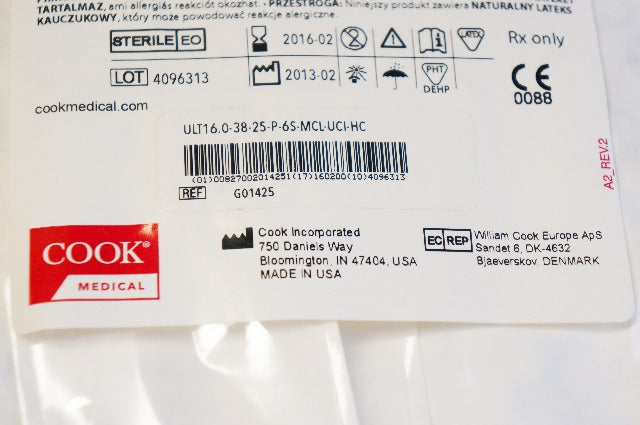 TARTALMAZ, ami allergiás reakciót okozhat. • PRZESTROGA: Niniejszy produkt zawiera NATURALNY LATEKS
KAUCZUKOWY, który może powodować reakcje alergiczne.
STERILE EO 2016-02 2 LATEX Rx only
LOT 4096313 2013-02 PHT DEHP
CE 0088
cookmedical.com
ULT16.0-38-25-P-6S-MCL-UCI-HC
(01)00827002014251(17)160200(10)4096313
REF G01425
A2_REV.2
COOK®
MEDICAL
Cook Incorporated
750 Daniels Way
Bloomington, IN 47404, USA
MADE IN USA
EC REP William Cook Europe ApS
Sandet 6, DK-4632
Bjaeverskov, DENMARK